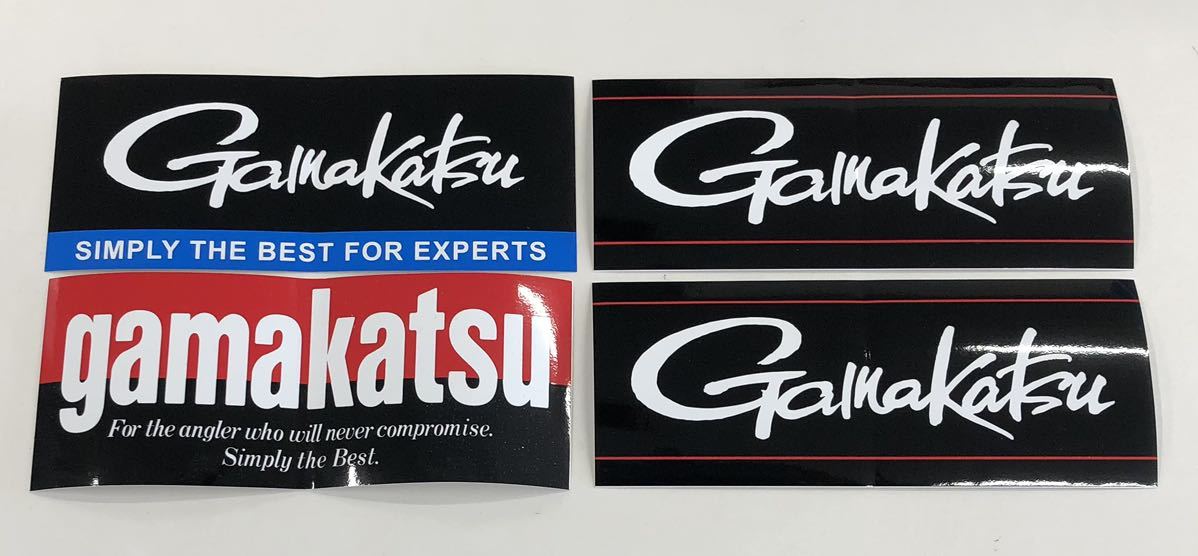 Gamakatsu
SIMPLY THE BEST FOR EXPERTS
gamakatsu
For the angler who will never compromise.
Simply the Best.
Gamakatsu
Gamakatsu